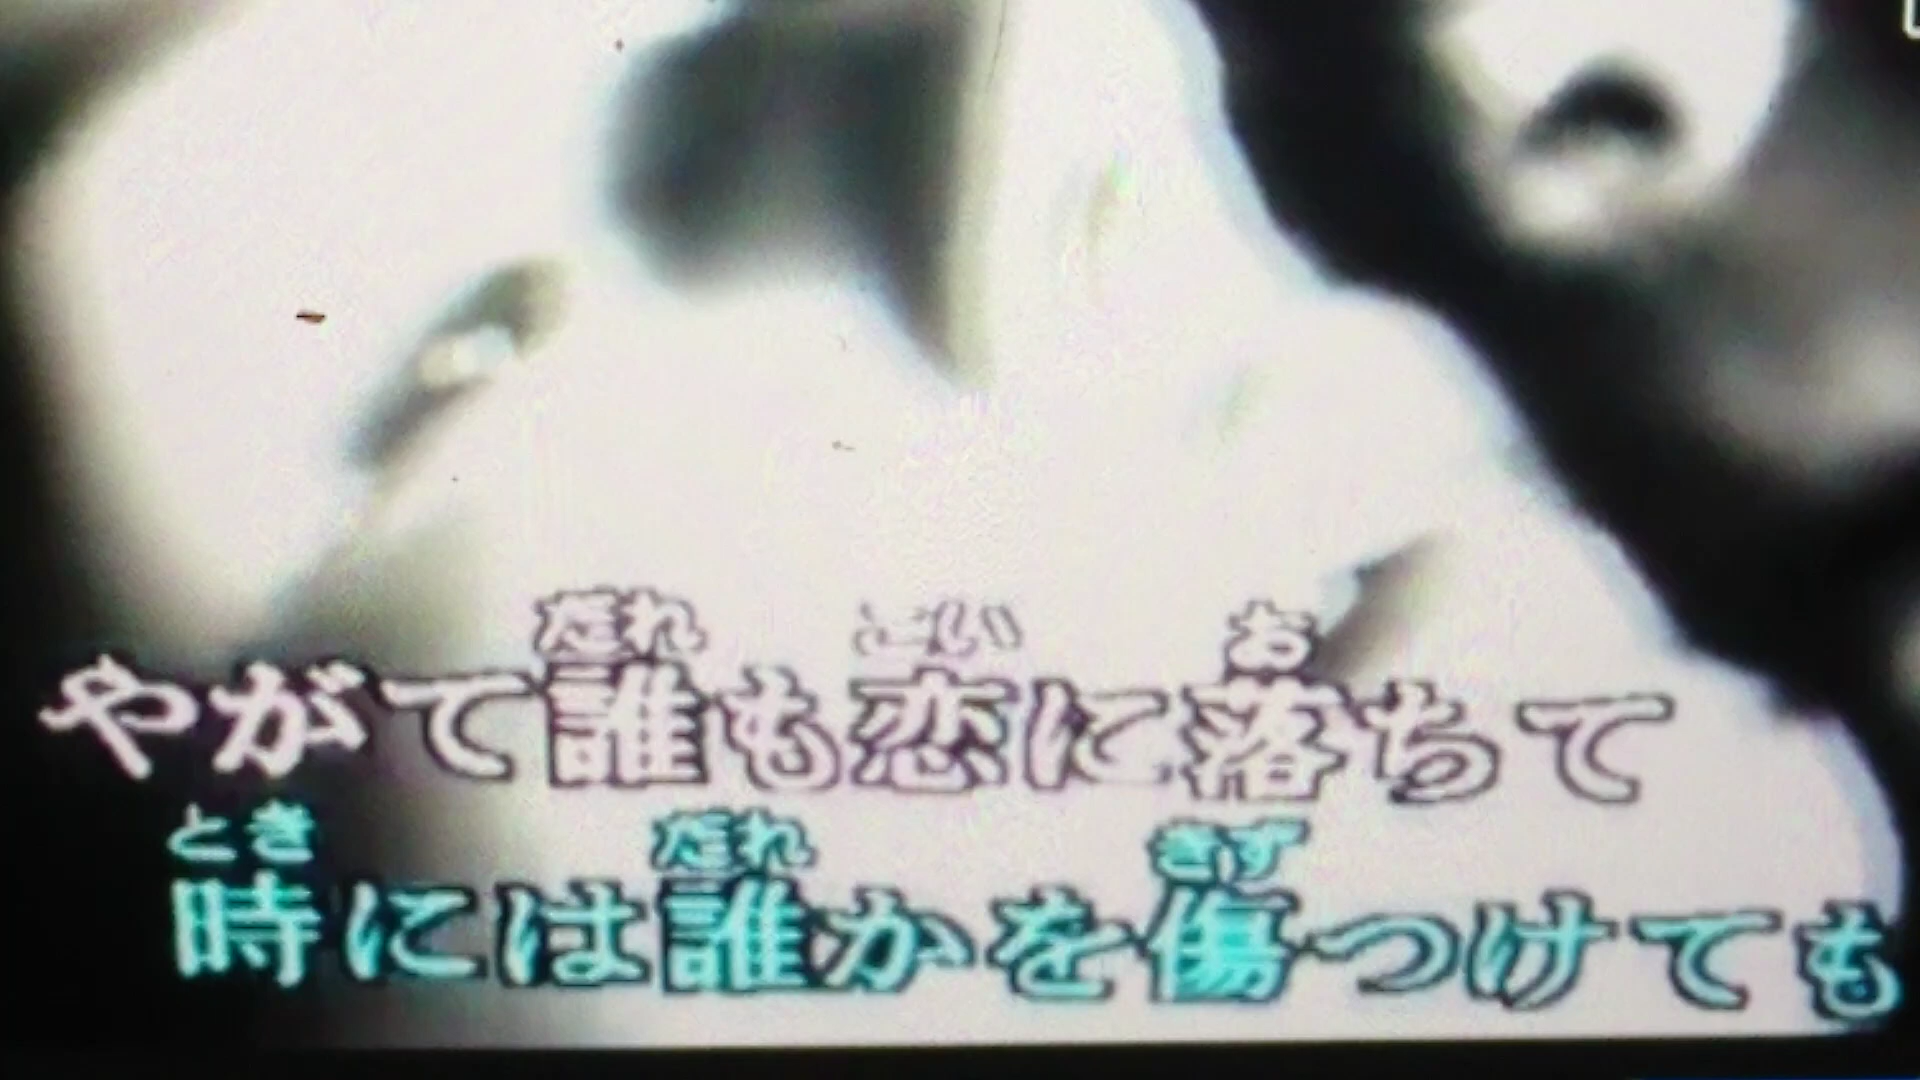 だれ こい お
やがて誰も恋に落ちて
とき だれ きず
時には誰かを傷つけても